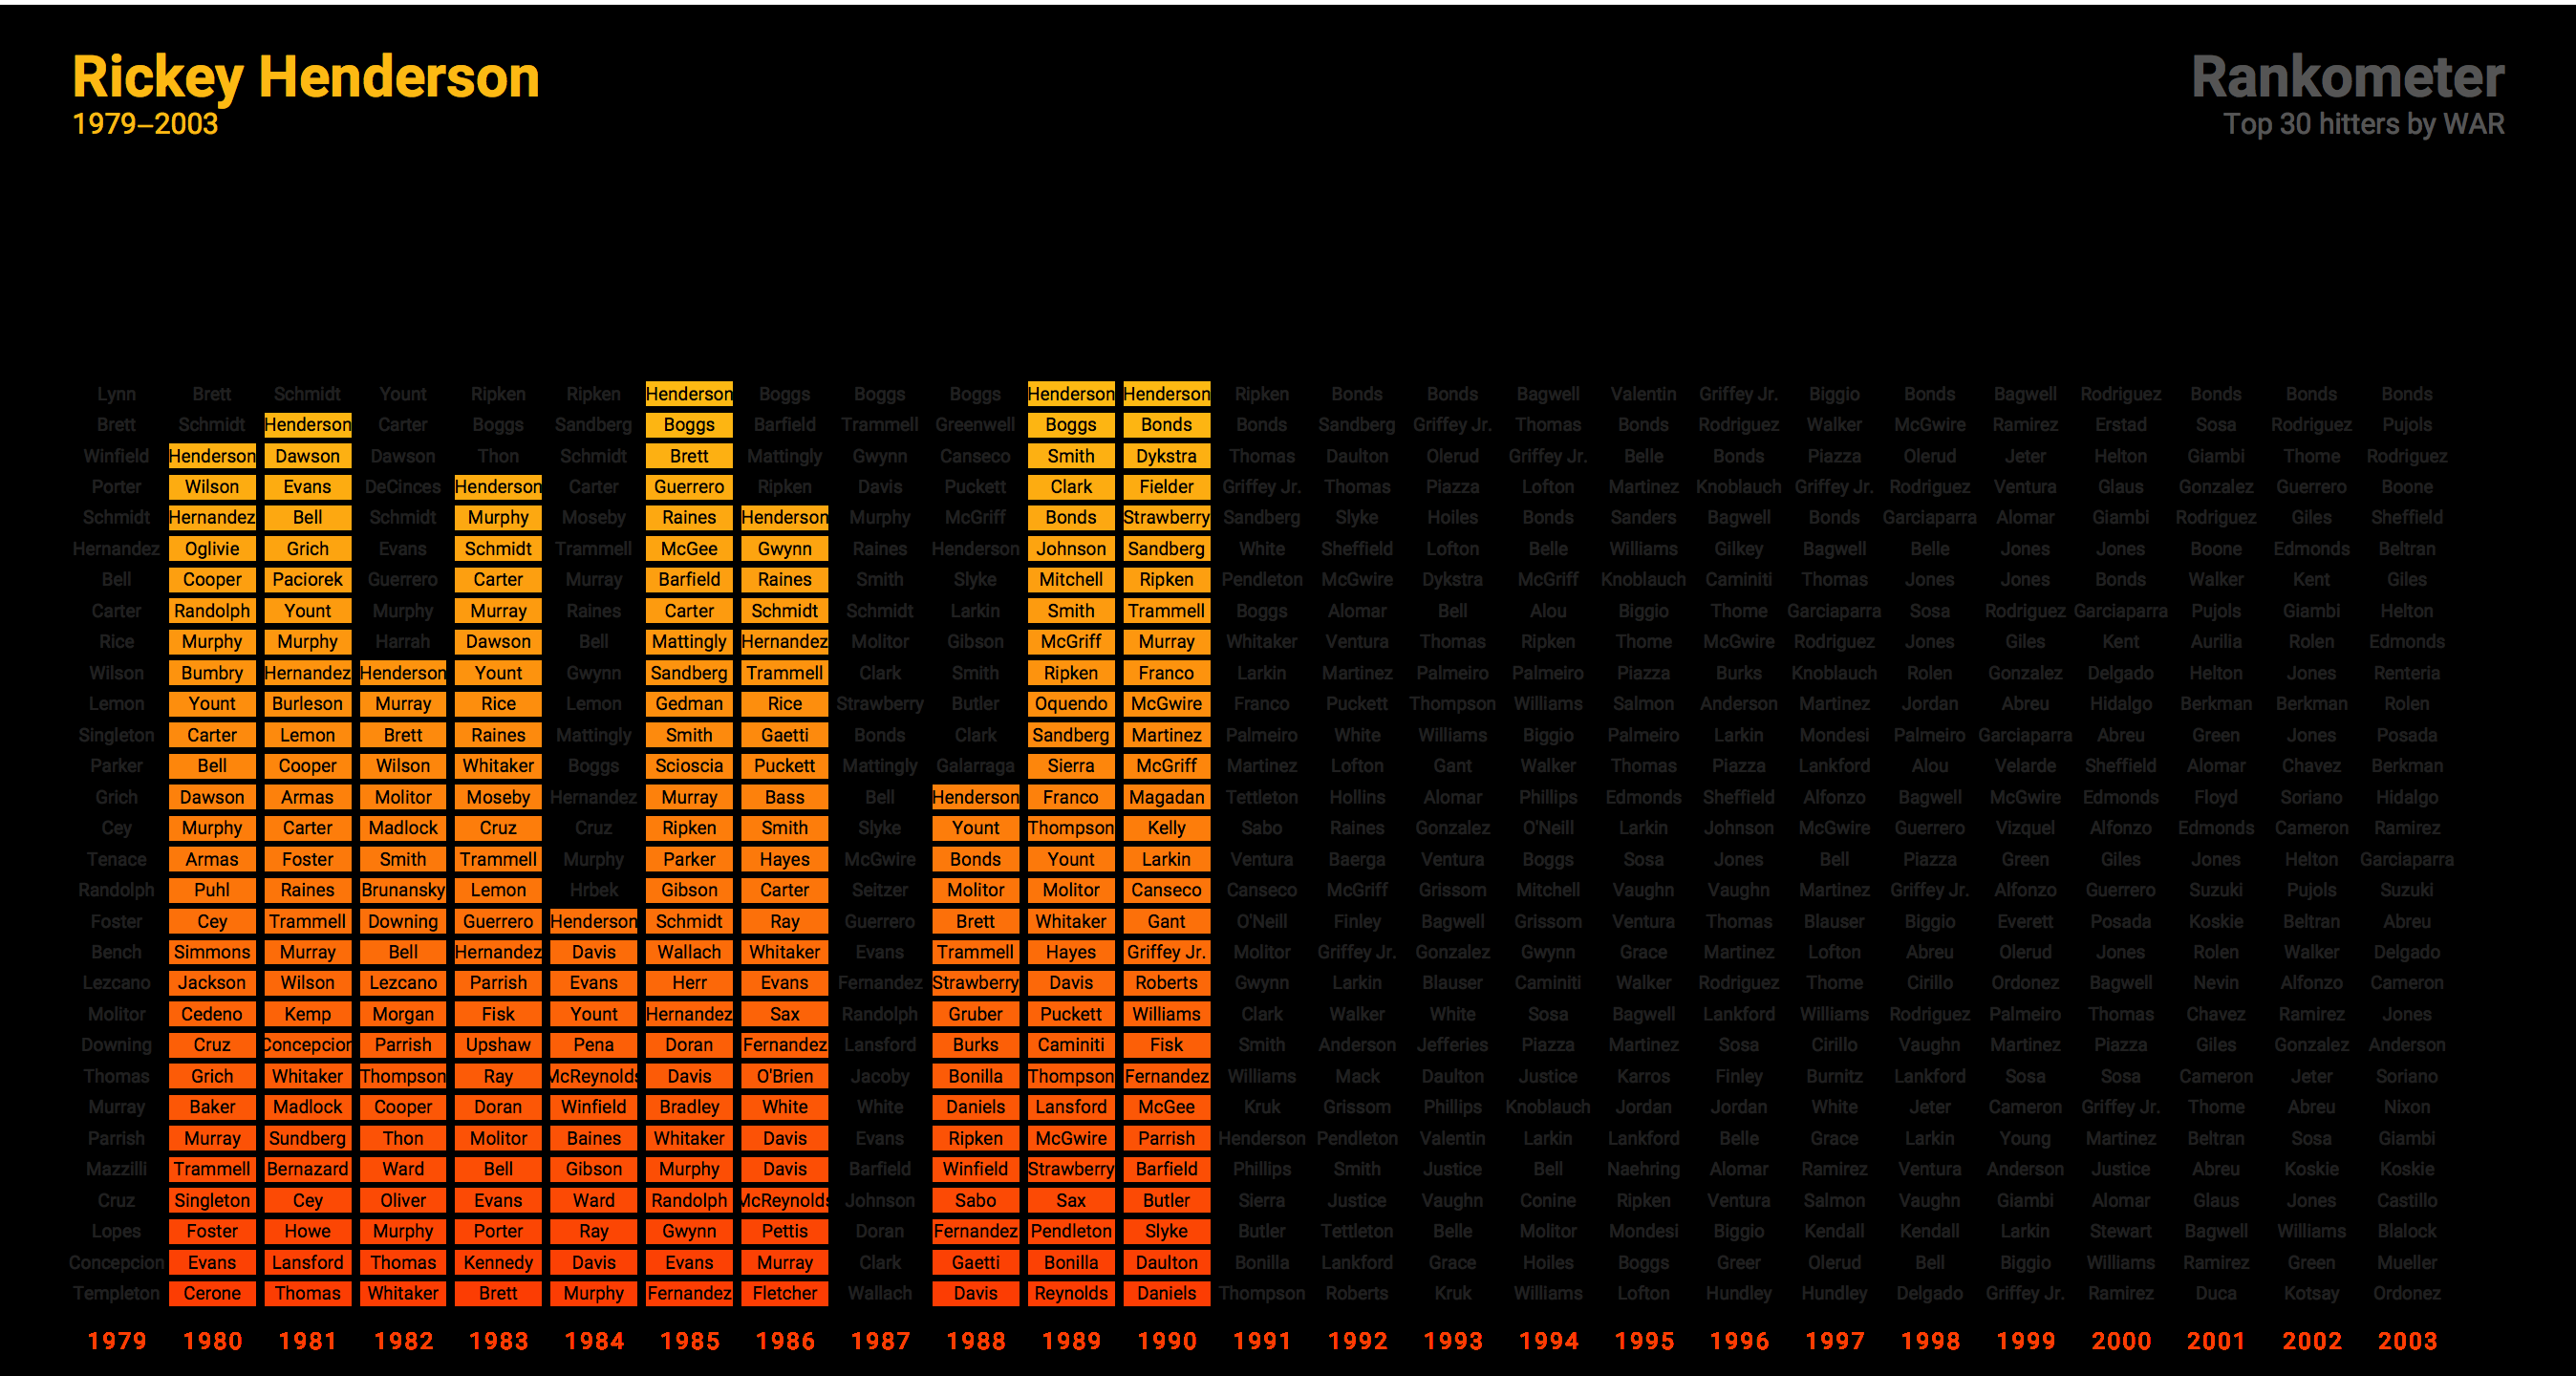 Rickey Henderson
1979–2003
Rankometer
Top 30 hitters by WAR
Lynn Brett Schmidt Yount Ripken Ripken Henderson Boggs Boggs Boggs Henderson Henderson Ripken Bonds Bonds Bagwell Valentin Griffey Jr. Biggio Bonds Bagwell Rodriguez Bonds Bonds Bonds
Brett Schmidt Henderson Carter Boggs Sandberg Boggs Barfield Trammell Greenwell Boggs Bonds Bonds Sandberg Griffey Jr. Thomas Bonds Rodriguez Walker McGwire Ramirez Erstad Sosa Rodriguez Pujols
Winfield Henderson Dawson Dawson Thon Schmidt Brett Mattingly Gwynn Canseco Smith Dykstra Thomas Daulton Olerud Griffey Jr. Belle Bonds Piazza Olerud Jeter Helton Giambi Thome Rodriguez
Porter Wilson Evans DeCinces Henderson Carter Guerrero Ripken Davis Puckett Clark Fielder Griffey Jr. Thomas Piazza Lofton Martinez Knoblauch Griffey Jr. Rodriguez Ventura Glaus Gonzalez Guerrero Boone
Schmidt Hernandez Bell Schmidt Murphy Moseby Raines Henderson Murphy McGriff Bonds Strawberry Sandberg Slyke Hoiles Bonds Sanders Bagwell Bonds Garciaparra Alomar Giambi Rodriguez Giles Sheffield
Hernandez Oglivie Grich Evans Schmidt Trammell McGee Gwynn Raines Henderson Johnson Sandberg White Sheffield Lofton Belle Williams Gilkey Bagwell Belle Jones Jones Boone Edmonds Beltran
Bell Cooper Paciorek Guerrero Carter Murray Barfield Raines Smith Slyke Mitchell Ripken Pendleton McGwire Dykstra McGriff Knoblauch Caminiti Thomas Jones Jones Bonds Walker Kent Giles
Carter Randolph Yount Murphy Murray Raines Carter Schmidt Schmidt Larkin Smith Trammell Boggs Alomar Bell Alou Biggio Thome Garciaparra Sosa Rodriguez Garciaparra Pujols Giambi Helton
Rice Murphy Murphy Harrah Dawson Bell Mattingly Hernandez Molitor Gibson McGriff Murray Whitaker Ventura Thomas Ripken Thome McGwire Rodriguez Jones Giles Kent Aurilia Rolen Edmonds
Wilson Bumbry Hernandez Henderson Yount Gwynn Sandberg Trammell Clark Smith Ripken Franco Larkin Martinez Palmeiro Palmeiro Piazza Burks Knoblauch Rolen Gonzalez Delgado Helton Jones Renteria
Lemon Yount Burleson Murray Rice Lemon Gedman Rice Strawberry Butler Oquendo McGwire Franco Puckett Thompson Williams Salmon Anderson Martinez Jordan Abreu Hidalgo Berkman Berkman Rolen
Singleton Carter Lemon Brett Raines Mattingly Smith Gaetti Bonds Clark Sandberg Martinez Palmeiro White Williams Biggio Palmeiro Larkin Mondesi Palmeiro Garciaparra Abreu Green Jones Posada
Parker Bell Cooper Wilson Whitaker Boggs Scioscia Puckett Mattingly Galarraga Sierra McGriff Martinez Lofton Gant Walker Thomas Piazza Lankford Alou Velarde Sheffield Alomar Chavez Berkman
Grich Dawson Armas Molitor Moseby Hernandez Murray Bass Bell Henderson Franco Magadan Tettleton Hollins Alomar Phillips Edmonds Sheffield Alfonzo Bagwell McGwire Edmonds Floyd Soriano Hidalgo
Cey Murphy Carter Madlock Cruz Cruz Ripken Smith Slyke Yount Thompson Kelly Sabo Raines Gonzalez O'Neill Larkin Johnson McGwire Guerrero Vizquel Alfonzo Edmonds Cameron Ramirez
Tenace Armas Foster Smith Trammell Murphy Parker Hayes McGwire Bonds Yount Larkin Ventura Baerga Ventura Boggs Sosa Jones Bell Piazza Green Giles Jones Helton Garciaparra
Randolph Puhl Raines Brunansky Lemon Hrbek Gibson Carter Seitzer Molitor Molitor Canseco Canseco McGriff Grissom Mitchell Vaughn Vaughn Martinez Griffey Jr. Alfonzo Guerrero Suzuki Pujols Suzuki
Foster Cey Trammell Downing Guerrero Henderson Schmidt Ray Guerrero Brett Whitaker Gant O'Neill Finley Bagwell Grissom Ventura Thomas Blauser Biggio Everett Posada Koskie Beltran Abreu
Bench Simmons Murray Bell Hernandez Davis Wallach Whitaker Evans Trammell Hayes Griffey Jr. Molitor Griffey Jr. Gonzalez Gwynn Grace Martinez Lofton Abreu Olerud Jones Rolen Walker Delgado
Lezcano Jackson Wilson Lezcano Parrish Evans Herr Evans Fernandez Strawberry Davis Roberts Gwynn Larkin Blauser Caminiti Walker Rodriguez Thome Cirillo Ordonez Bagwell Nevin Alfonzo Cameron
Molitor Cedeno Kemp Morgan Fisk Yount Hernandez Sax Randolph Gruber Puckett Williams Clark Walker White Sosa Bagwell Lankford Williams Rodriguez Palmeiro Thomas Chavez Ramirez Jones
Downing Cruz Concepcion Parrish Upshaw Pena Doran Fernandez Lansford Burks Caminiti Fisk Smith Anderson Jefferies Piazza Martinez Sosa Cirillo Vaughn Martinez Piazza Giles Gonzalez Anderson
Thomas Grich Whitaker Thompson Ray McReynolds Davis O'Brien Jacoby Bonilla Thompson Fernandez Williams Mack Daulton Justice Karros Finley Burnitz Lankford Sosa Sosa Cameron Jeter Soriano
Murray Baker Madlock Cooper Doran Winfield Bradley White White Daniels Lansford McGee Kruk Grissom Phillips Knoblauch Jordan Jordan White Jeter Cameron Griffey Jr. Thome Abreu Nixon
Parrish Murray Sundberg Thon Molitor Baines Whitaker Davis Evans Ripken McGwire Parrish Henderson Pendleton Valentin Larkin Lankford Belle Grace Larkin Young Martinez Beltran Sosa Giambi
Mazzilli Trammell Bernazard Ward Bell Gibson Murphy Davis Barfield Winfield Strawberry Barfield Phillips Smith Justice Bell Naehring Alomar Ramirez Ventura Anderson Justice Abreu Koskie Koskie
Cruz Singleton Cey Oliver Evans Ward Randolph McReynolds Johnson Sabo Sax Butler Sierra Justice Vaughn Conine Ripken Ventura Salmon Vaughn Giambi Alomar Glaus Jones Castillo
Lopes Foster Howe Murphy Porter Ray Gwynn Pettis Doran Fernandez Pendleton Slyke Butler Tettleton Belle Molitor Mondesi Biggio Kendall Kendall Larkin Stewart Bagwell Williams Blalock
Concepcion Evans Lansford Thomas Kennedy Davis Evans Murray Clark Gaetti Bonilla Daulton Bonilla Lankford Grace Hoiles Boggs Greer Olerud Bell Biggio Williams Ramirez Green Mueller
Templeton Cerone Thomas Whitaker Brett Murphy Fernandez Fletcher Wallach Davis Reynolds Daniels Thompson Roberts Kruk Williams Lofton Hundley Hundley Delgado Griffey Jr. Ramirez Duca Kotsay Ordonez
1979 1980 1981 1982 1983 1984 1985 1986 1987 1988 1989 1990 1991 1992 1993 1994 1995 1996 1997 1998 1999 2000 2001 2002 2003